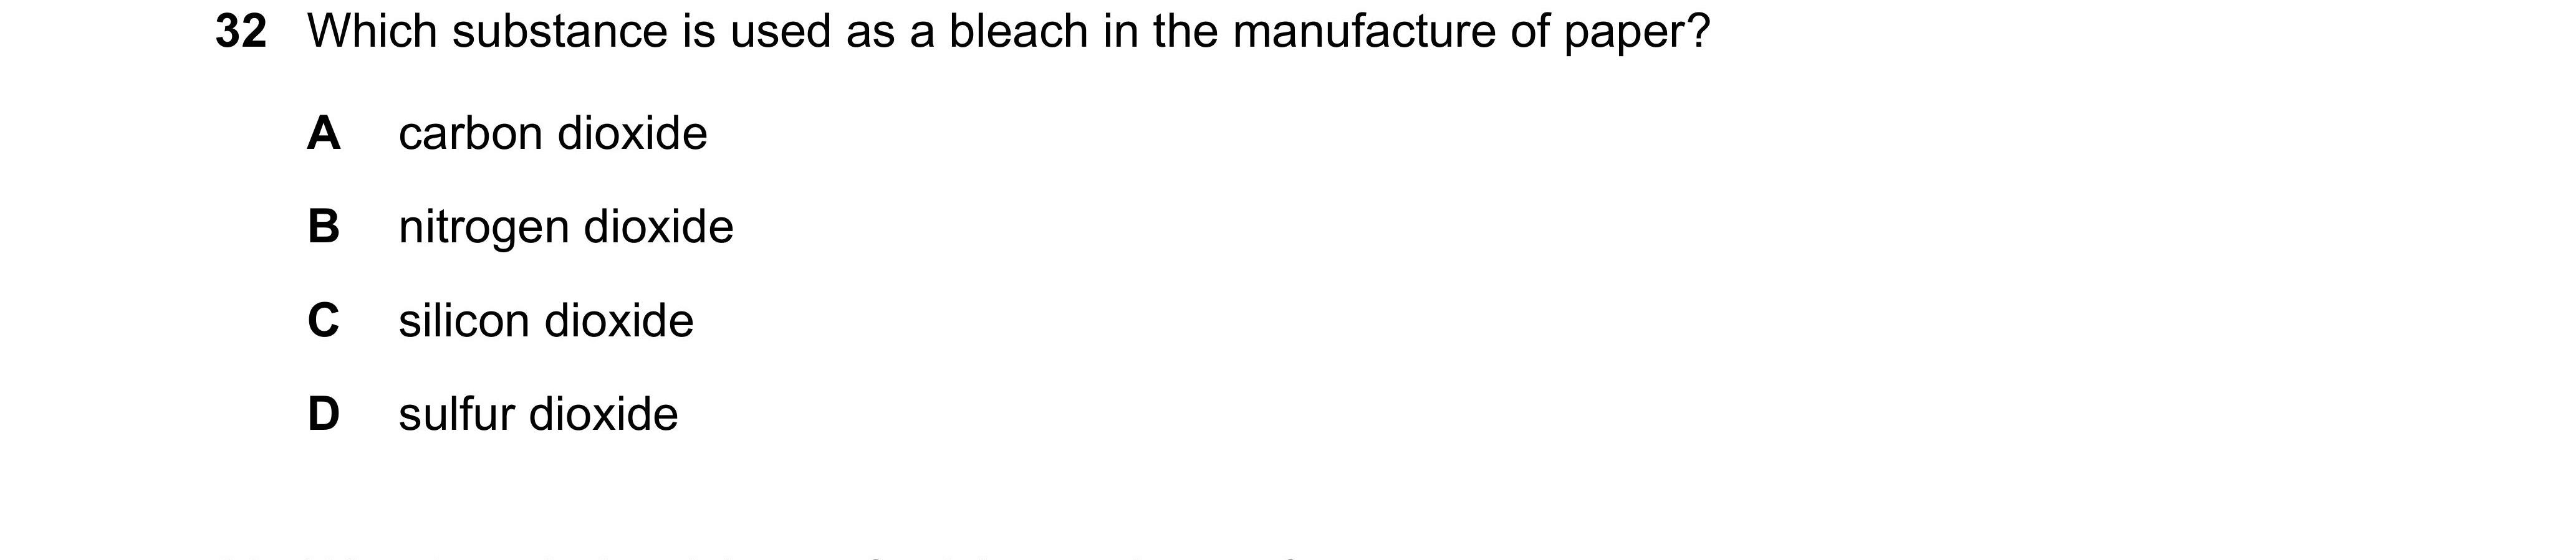 32 Which substance is used as a bleach in the manufacture of paper?
A carbon dioxide
B nitrogen dioxide
C silicon dioxide
D sulfur dioxide